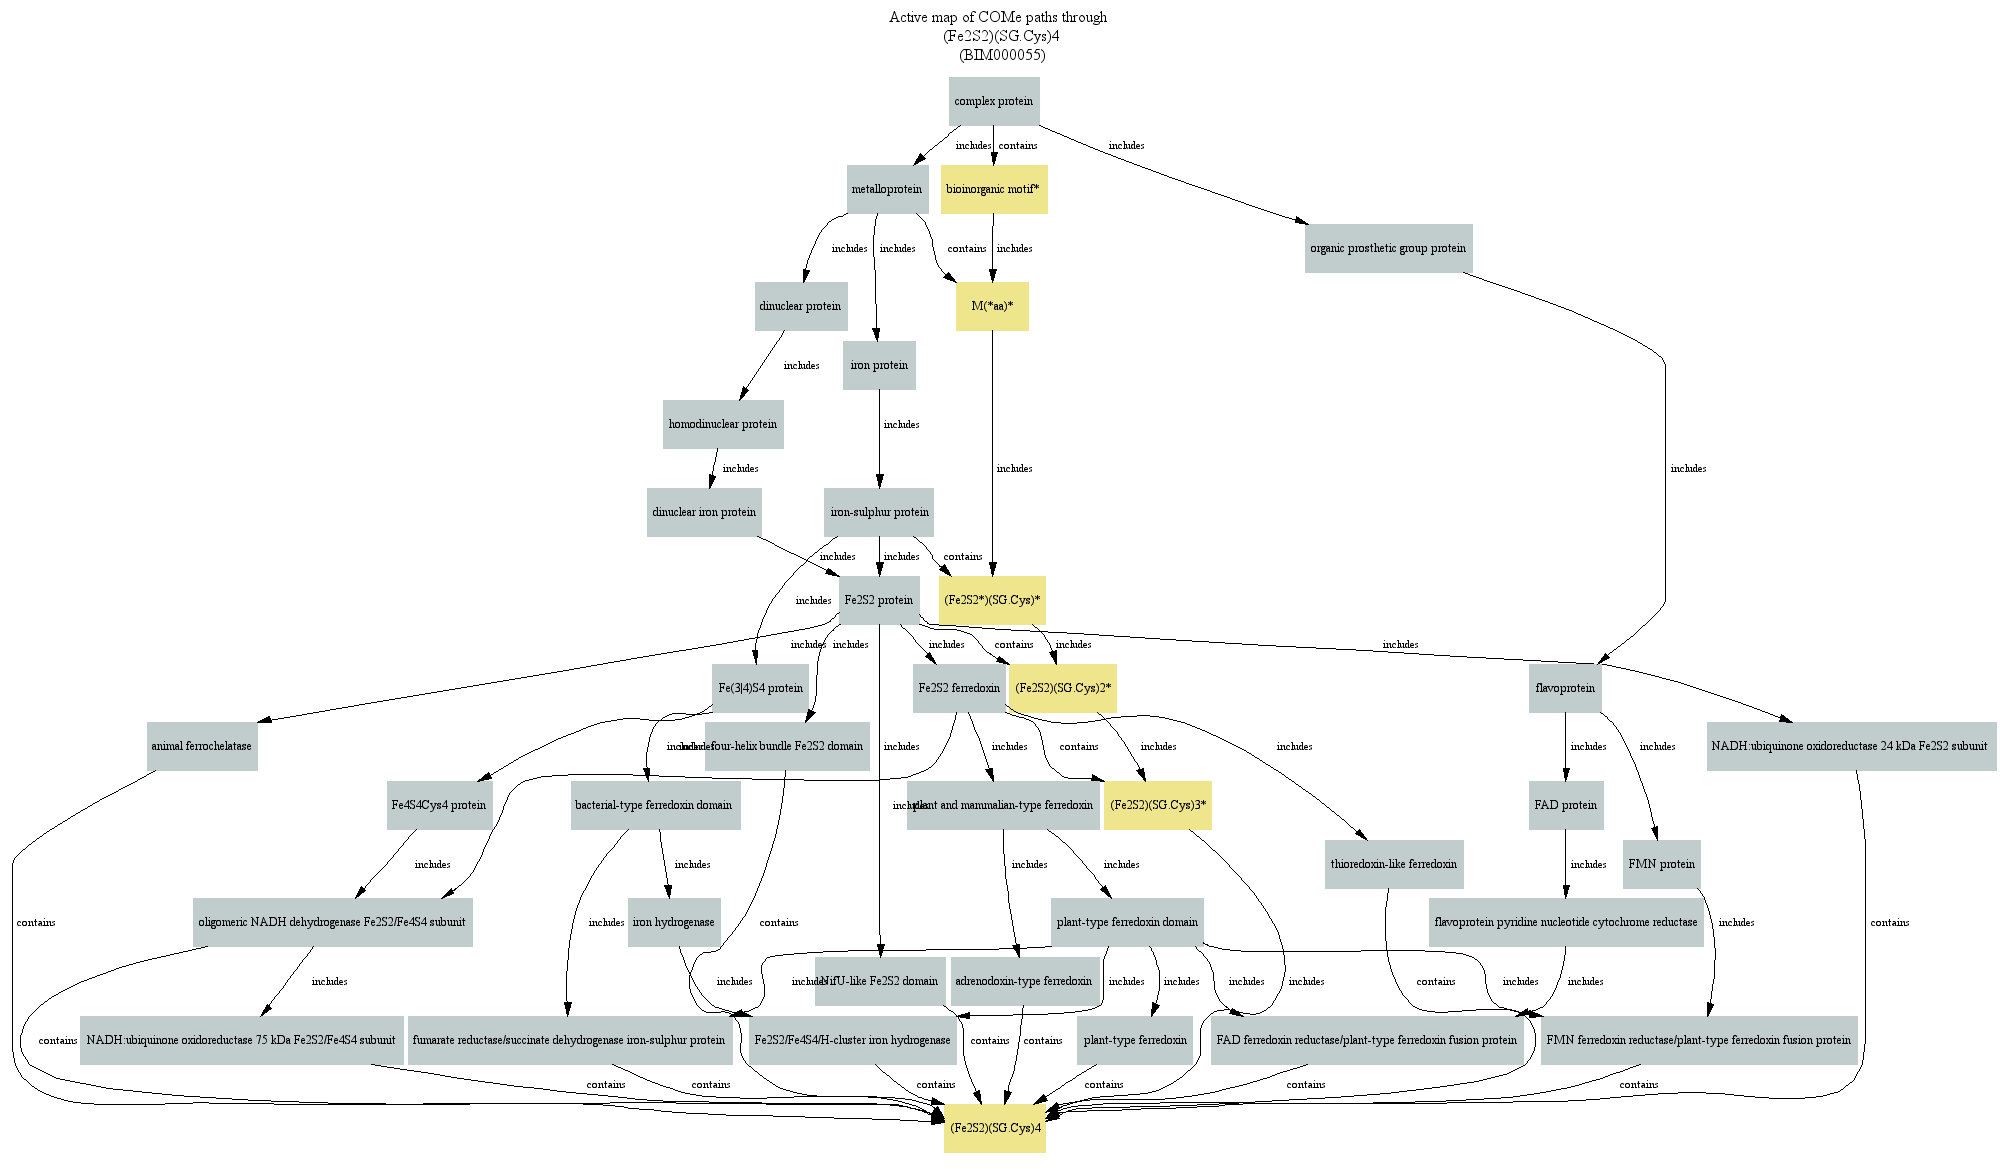 Active map of COMe paths through
(Fe2S2)(SG.Cys)4
(BIM000055)
complex protein
includes
contains
includes
metalloprotein
bioinorganic motif*
organic prosthetic group protein
includes
includes
contains
includes
dinuclear protein
M(*aa)*
iron protein
includes
homodinuclear protein
includes
includes
includes
includes
dinuclear iron protein
iron-sulphur protein
includes
includes
contains
Fe2S2 protein
(Fe2S2*)(SG.Cys)*
includes
includes
includes
includes
contains
includes
includes
Fe(3|4)S4 protein
Fe2S2 ferredoxin
(Fe2S2)(SG.Cys)2*
flavoprotein
animal ferrochelatase
includes
includes
four-helix bundle Fe2S2 domain
includes
includes
contains
includes
includes
includes
includes
NADH:ubiquinone oxidoreductase 24 kDa Fe2S2 subunit
Fe4S4Cys4 protein
bacterial-type ferredoxin domain
includes
plant and mammalian-type ferredoxin
(Fe2S2)(SG.Cys)3*
FAD protein
includes
includes
includes
includes
thioredoxin-like ferredoxin
includes
FMN protein
contains
oligomeric NADH dehydrogenase Fe2S2/Fe4S4 subunit
includes
iron hydrogenase
contains
plant-type ferredoxin domain
flavoprotein pyridine nucleotide cytochrome reductase
includes
contains
includes
includes
includes
NifU-like Fe2S2 domain
adrenodoxin-type ferredoxin
includes
includes
includes
includes
contains
includes
includes
contains
NADH:ubiquinone oxidoreductase 75 kDa Fe2S2/Fe4S4 subunit
fumarate reductase/succinate dehydrogenase iron-sulphur protein
Fe2S2/Fe4S4/H-cluster iron hydrogenase
contains
contains
plant-type ferredoxin
FAD ferredoxin reductase/plant-type ferredoxin fusion protein
FMN ferredoxin reductase/plant-type ferredoxin fusion protein
contains
contains
contains
contains
contains
contains
(Fe2S2)(SG.Cys)4